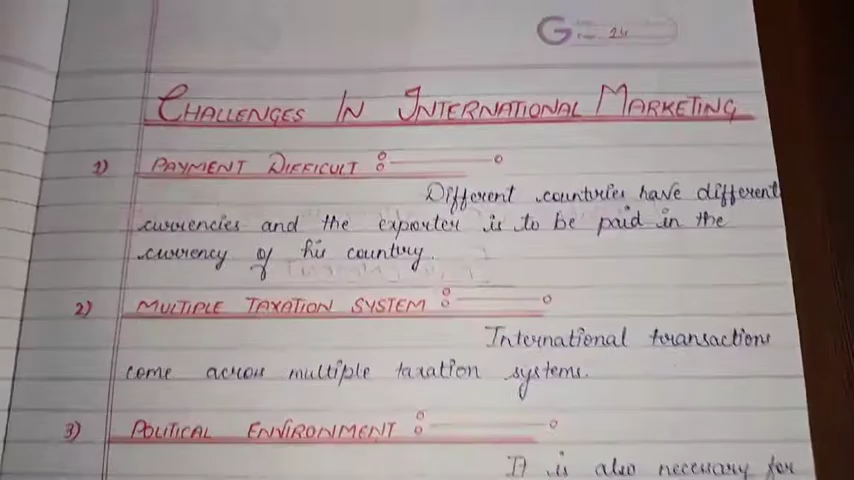 G 24
CHALLENGES IN INTERNATIONAL MARKETING
1) PAYMENT DIFFICULT :-
Different countries have different
currencies and the exporter is to be paid in the
currency of his country.
2) MULTIPLE TAXATION SYSTEM :-
International transactions
come across multiple taxation systems.
3) POLITICAL ENVIRONMENT :-
It is also necessary for